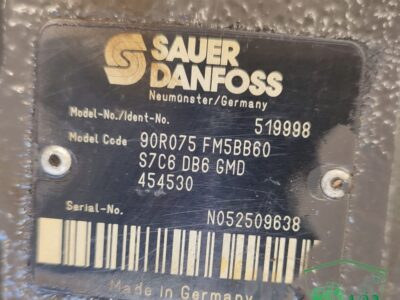 SAUER
DANFOSS
Neumünster/Germany
Model-No./Ident-No. 519998
Model Code 90R075 FM5BB60
S7C6 DB6 GMD
454530
Serial-No. N052509638
Made in Germany